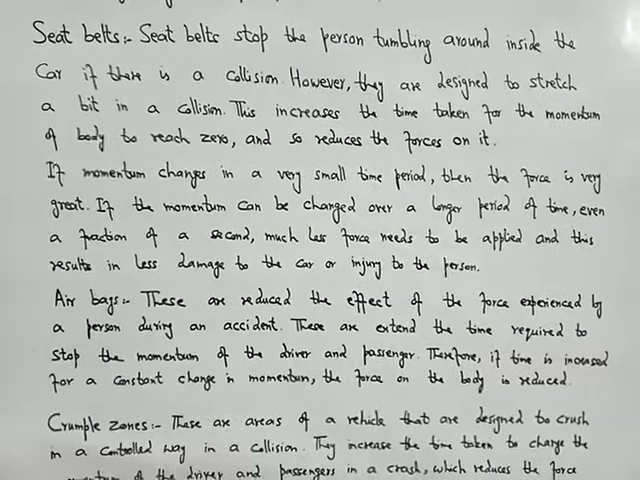 Seat belts:- Seat belts stop the person tumbling around inside the
Car if there is a collision. However, they are designed to stretch
a bit in a collision. This increases the time taken for the momentum
of body to reach zero, and so reduces the forces on it.
If momentum changes in a very small time period, then the force is very
great. If the momentum can be changed over a longer period of time, even
a fraction of a second, much less force needs to be applied and this
results in less damage to the car or injury to the person.
Air bags:- These are reduced the effect of the force experienced by
a person during an accident. These are extend the time required to
stop the momentum of the driver and passenger. Therefore, if time is increased
for a constant change in momentum, the force on the body is reduced.
Crumple zones:- These are areas of a vehicle that are designed to crush
in a controlled way in a collision. They increase the time taken to change the
momentum of the driver and passengers in a crash, which reduces the force